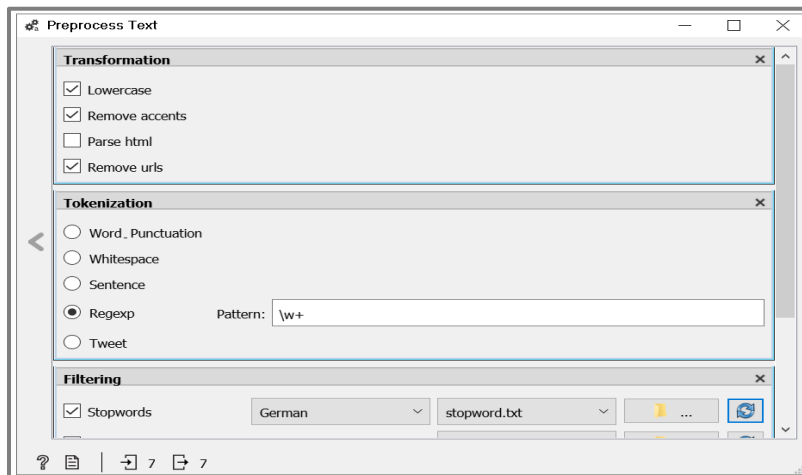 Preprocess Text
Transformation
Lowercase
Remove accents
Parse html
Remove urls
Tokenization
Word_Punctuation
Whitespace
Sentence
Regexp Pattern: \w+
Tweet
Filtering
Stopwords German stopword.txt ...
? 7 7